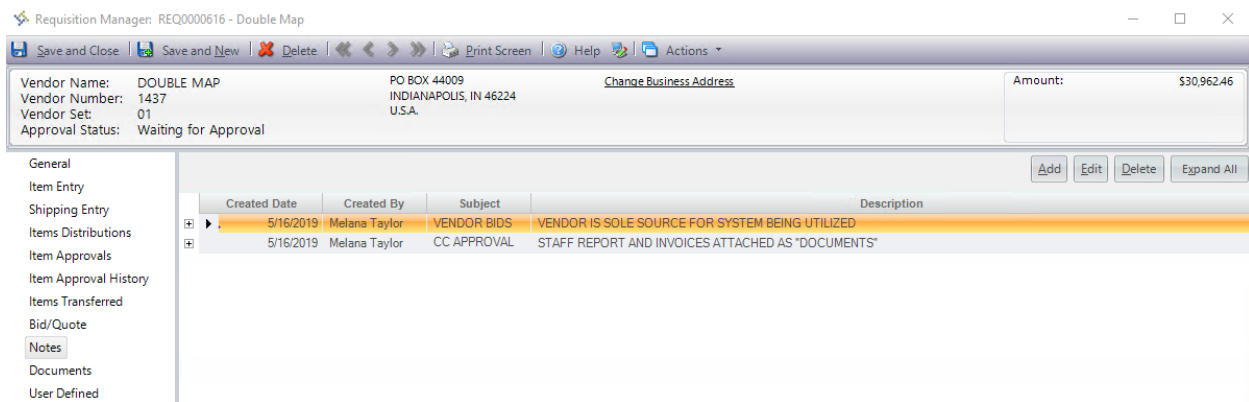 Requisition Manager: REQ0000616 - Double Map
Save and Close Save and New Delete Print Screen Help Actions
Vendor Name: DOUBLE MAP
Vendor Number: 1437
Vendor Set: 01
Approval Status: Waiting for Approval
PO BOX 44009
INDIANAPOLIS, IN 46224
U.S.A.
Change Business Address
Amount: $30,962.46
General
Item Entry
Shipping Entry
Items Distributions
Item Approvals
Item Approval History
Items Transferred
Bid/Quote
Notes
Documents
User Defined
Add Edit Delete Expand All
Created Date Created By Subject Description
5/16/2019 Melana Taylor VENDOR BIDS VENDOR IS SOLE SOURCE FOR SYSTEM BEING UTILIZED
5/16/2019 Melana Taylor CC APPROVAL STAFF REPORT AND INVOICES ATTACHED AS "DOCUMENTS"